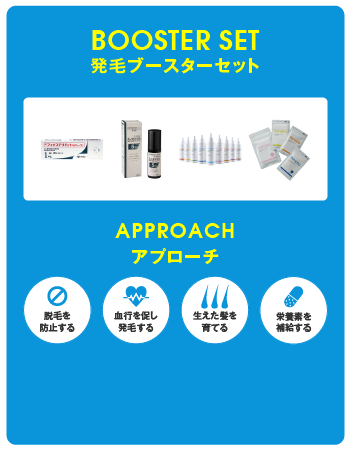 BOOSTER SET
発毛ブースターセット
APPROACH
アプローチ
脱毛を
防止する
血行を促し
発毛する
生えた髪を
育てる
栄養素を
補給する